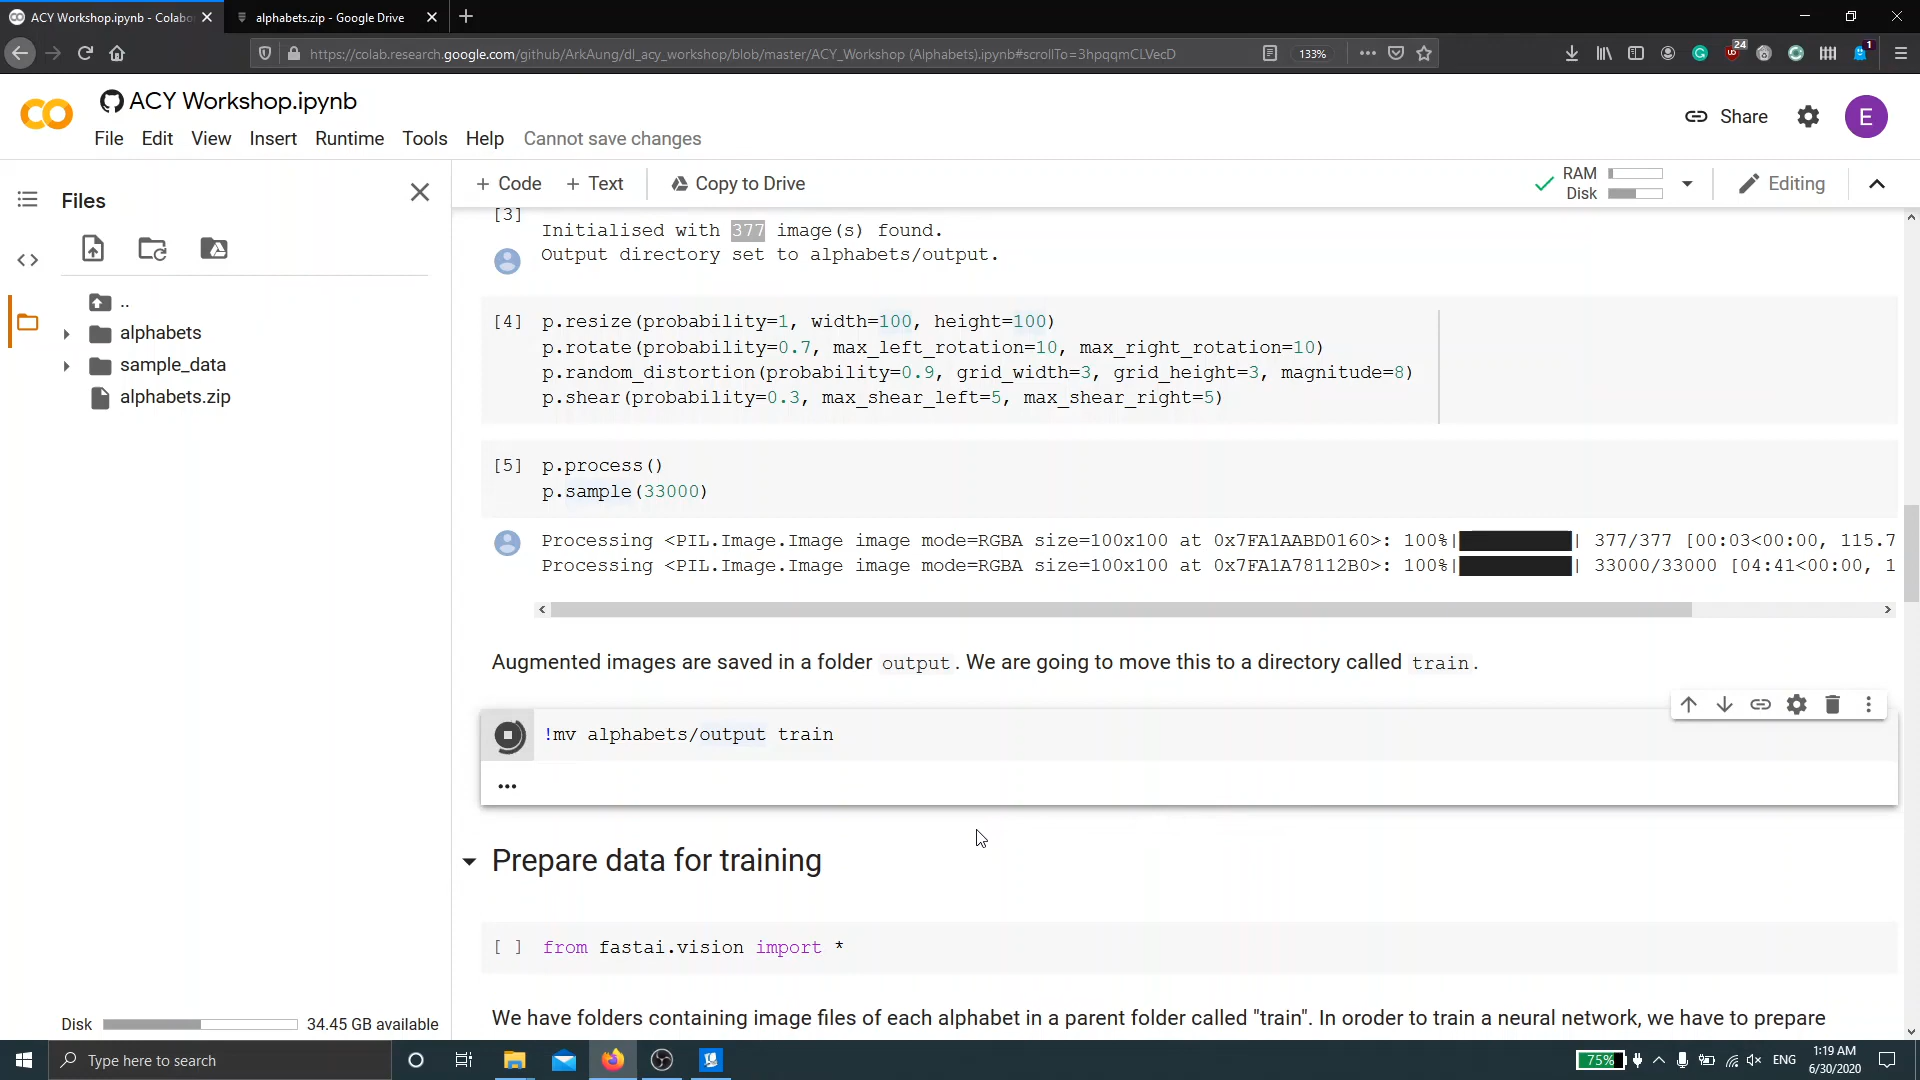 ACY Workshop.ipynb - Colabo
alphabets.zip - Google Drive
https://colab.research.google.com/github/ArkAung/dl_acy_workshop/blob/master/ACY_Workshop (Alphabets).ipynb#scrollTo=3hpqqmCLVecD
133%
24
1
ACY Workshop.ipynb
File Edit View Insert Runtime Tools Help Cannot save changes
Share
E
Files
+ Code + Text Copy to Drive
RAM
Disk
Editing
..
alphabets
sample_data
alphabets.zip
Disk 34.45 GB available
[3]
Initialised with 377 image(s) found.
Output directory set to alphabets/output.
[4] p.resize(probability=1, width=100, height=100)
p.rotate(probability=0.7, max_left_rotation=10, max_right_rotation=10)
p.random_distortion(probability=0.9, grid_width=3, grid_height=3, magnitude=8)
p.shear(probability=0.3, max_shear_left=5, max_shear_right=5)
[5] p.process()
p.sample(33000)
Processing <PIL.Image.Image image mode=RGBA size=100x100 at 0x7FA1AABD0160>: 100%|██████████| 377/377 [00:03<00:00, 115.7
Processing <PIL.Image.Image image mode=RGBA size=100x100 at 0x7FA1A78112B0>: 100%|██████████| 33000/33000 [04:41<00:00, 1
Augmented images are saved in a folder output. We are going to move this to a directory called train.
!mv alphabets/output train
...
Prepare data for training
[ ] from fastai.vision import *
We have folders containing image files of each alphabet in a parent folder called "train". In oroder to train a neural network, we have to prepare
Type here to search
75%
ENG
1:19 AM
6/30/2020